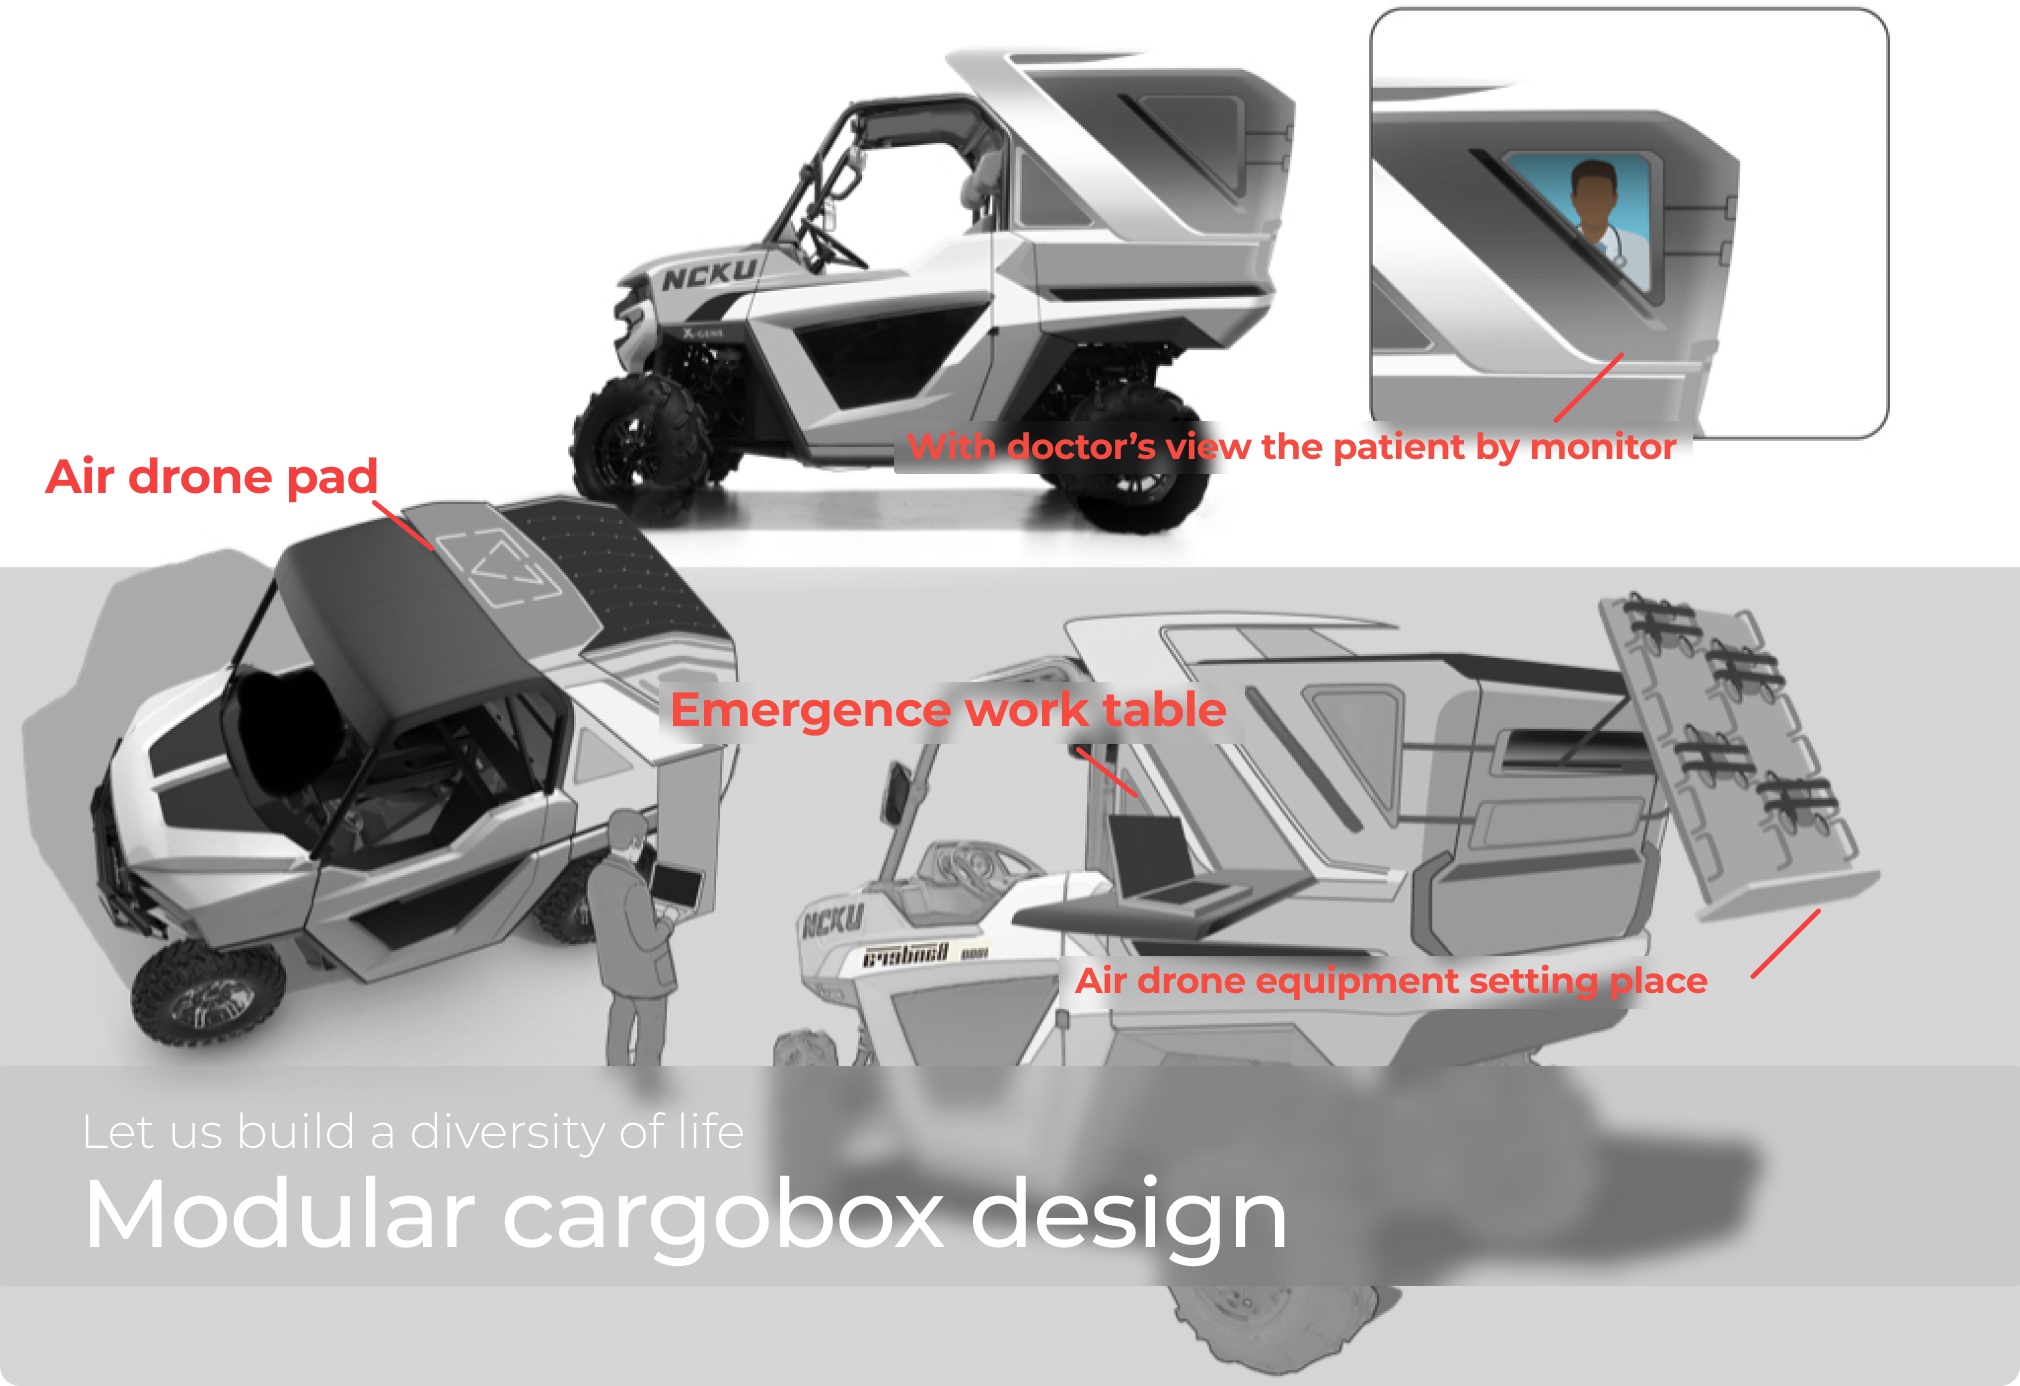 NCKU
X-GENE
With doctor's view the patient by monitor
Air drone pad
Emergence work table
NCKU
Air drone equipment setting place
Let us build a diversity of life
Modular cargobox design